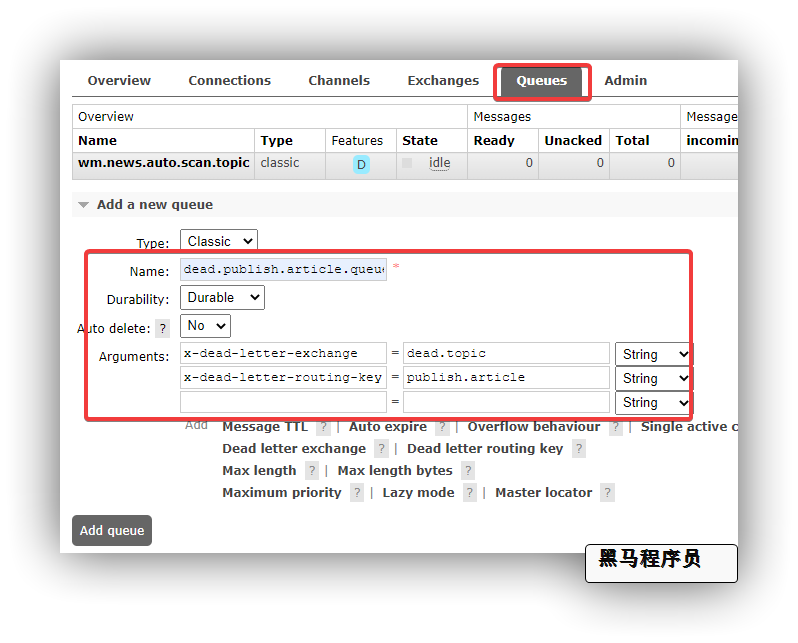 Overview Connections Channels Exchanges Queues Admin
Overview Messages Message
Name Type Features State Ready Unacked Total incomin
wm.news.auto.scan.topic classic D idle 0 0 0
Add a new queue
Type: Classic
Name: dead.publish.article.queue *
Durability: Durable
Auto delete: ? No
Arguments: x-dead-letter-exchange = dead.topic String
x-dead-letter-routing-key = publish.article String
= String
Add Message TTL ? | Auto expire ? | Overflow behaviour ? | Single active c
Dead letter exchange ? | Dead letter routing key ?
Max length ? | Max length bytes ?
Maximum priority ? | Lazy mode ? | Master locator ?
Add queue
黑马程序员